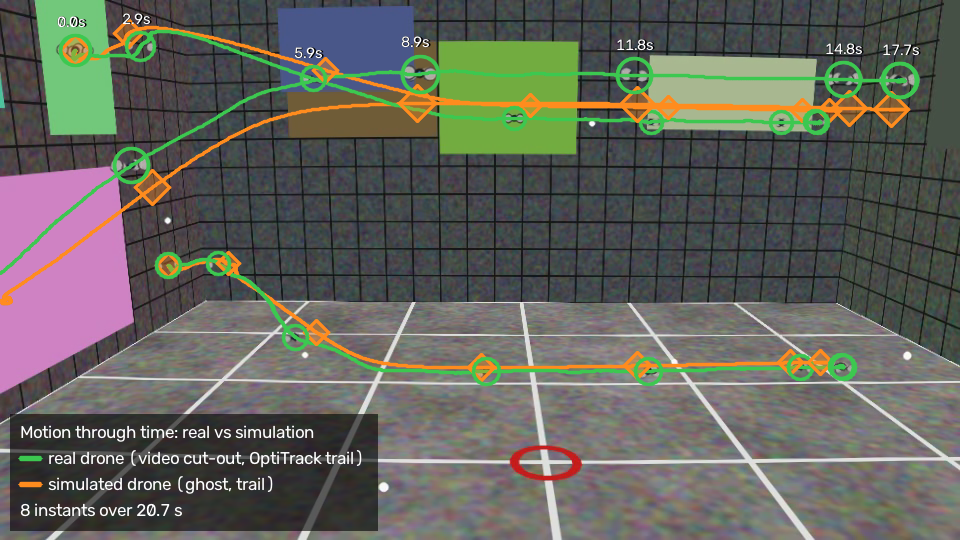 0.0s
2.9s
5.9s
8.9s
11.8s
14.8s
17.7s
Motion through time: real vs simulation
real drone (video cut-out, OptiTrack trail)
simulated drone (ghost, trail)
8 instants over 20.7 s